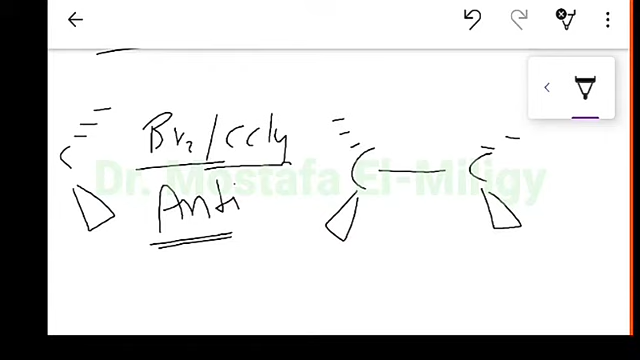 C
Br₂/CCl₄
C
C
Dr. Mostafa El-Miligy
Anti